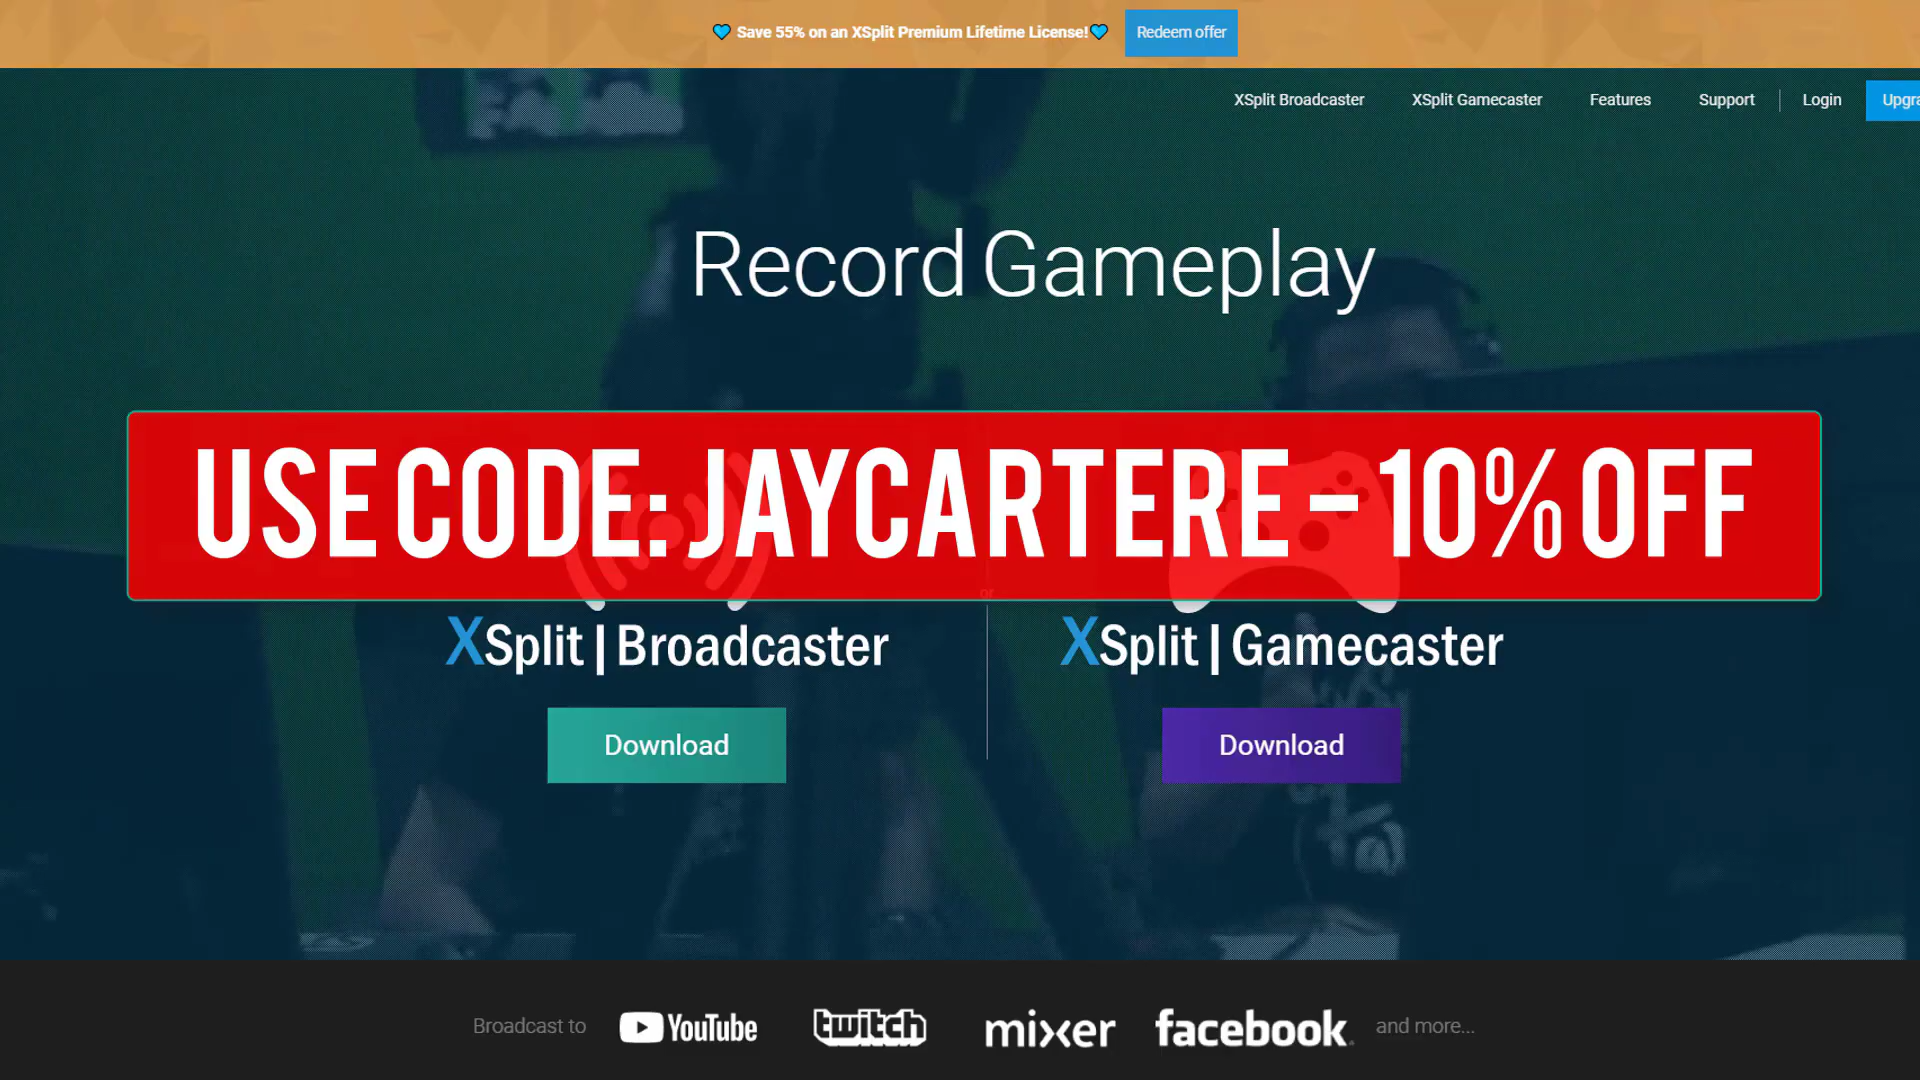 Save 55% on an XSplit Premium Lifetime License!
Redeem offer
XSplit Broadcaster XSplit Gamecaster Features Support Login Upgra
Record Gameplay
USE CODE: JAYCARTERE - 10% OFF
or
XSplit | Broadcaster
XSplit | Gamecaster
Download
Download
Broadcast to YouTube twitch mixer facebook and more...